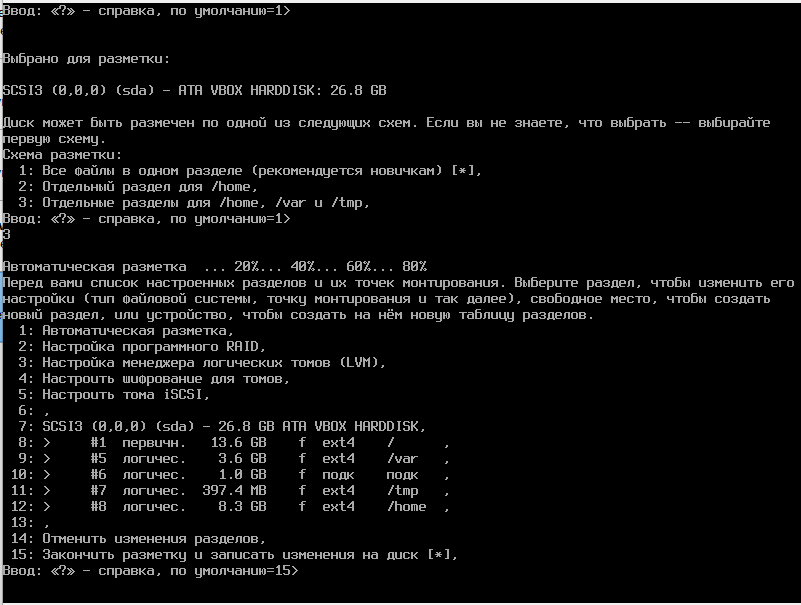 Ввод: «?» – справка, по умолчанию=1>
Выбрано для разметки:
SCSI3 (0,0,0) (sda) – ATA VBOX HARDDISK: 26.8 GB
Диск может быть размечен по одной из следующих схем. Если вы не знаете, что выбрать -- выбирайте
первую схему.
Схема разметки:
1: Все файлы в одном разделе (рекомендуется новичкам) [*],
2: Отдельный раздел для /home,
3: Отдельные разделы для /home, /var и /tmp,
Ввод: «?» – справка, по умолчанию=1>
3
Автоматическая разметка  ... 20%... 40%... 60%... 80%
Перед вами список настроенных разделов и их точек монтирования. Выберите раздел, чтобы изменить его
настройки (тип файловой системы, точку монтирования и так далее), свободное место, чтобы создать
новый раздел, или устройство, чтобы создать на нём новую таблицу разделов.
1: Автоматическая разметка,
2: Настройка программного RAID,
3: Настройка менеджера логических томов (LVM),
4: Настроить шифрование для томов,
5: Настроить тома iSCSI,
6: ,
7: SCSI3 (0,0,0) (sda) – 26.8 GB ATA VBOX HARDDISK,
8: >     #1  первичн.   13.6 GB    f  ext4    /      ,
9: >     #5  логичес.    3.6 GB    f  ext4    /var   ,
10: >     #6  логичес.    1.0 GB    f  подк    подк   ,
11: >     #7  логичес.  397.4 MB    f  ext4    /tmp   ,
12: >     #8  логичес.    8.3 GB    f  ext4    /home  ,
13: ,
14: Отменить изменения разделов,
15: Закончить разметку и записать изменения на диск [*],
Ввод: «?» – справка, по умолчанию=15>